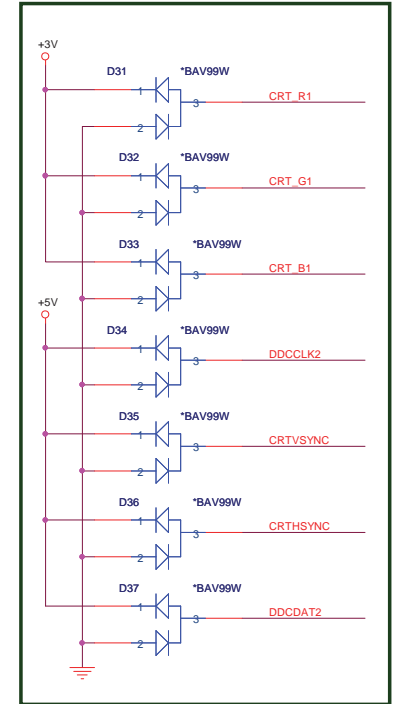 +3V
D31 *BAV99W
1
3 CRT_R1
2
D32 *BAV99W
1
3 CRT_G1
2
D33 *BAV99W
1
3 CRT_B1
2
+5V
D34 *BAV99W
1
3 DDCCLK2
2
D35 *BAV99W
1
3 CRTVSYNC
2
D36 *BAV99W
1
3 CRTHSYNC
2
D37 *BAV99W
1
3 DDCDAT2
2